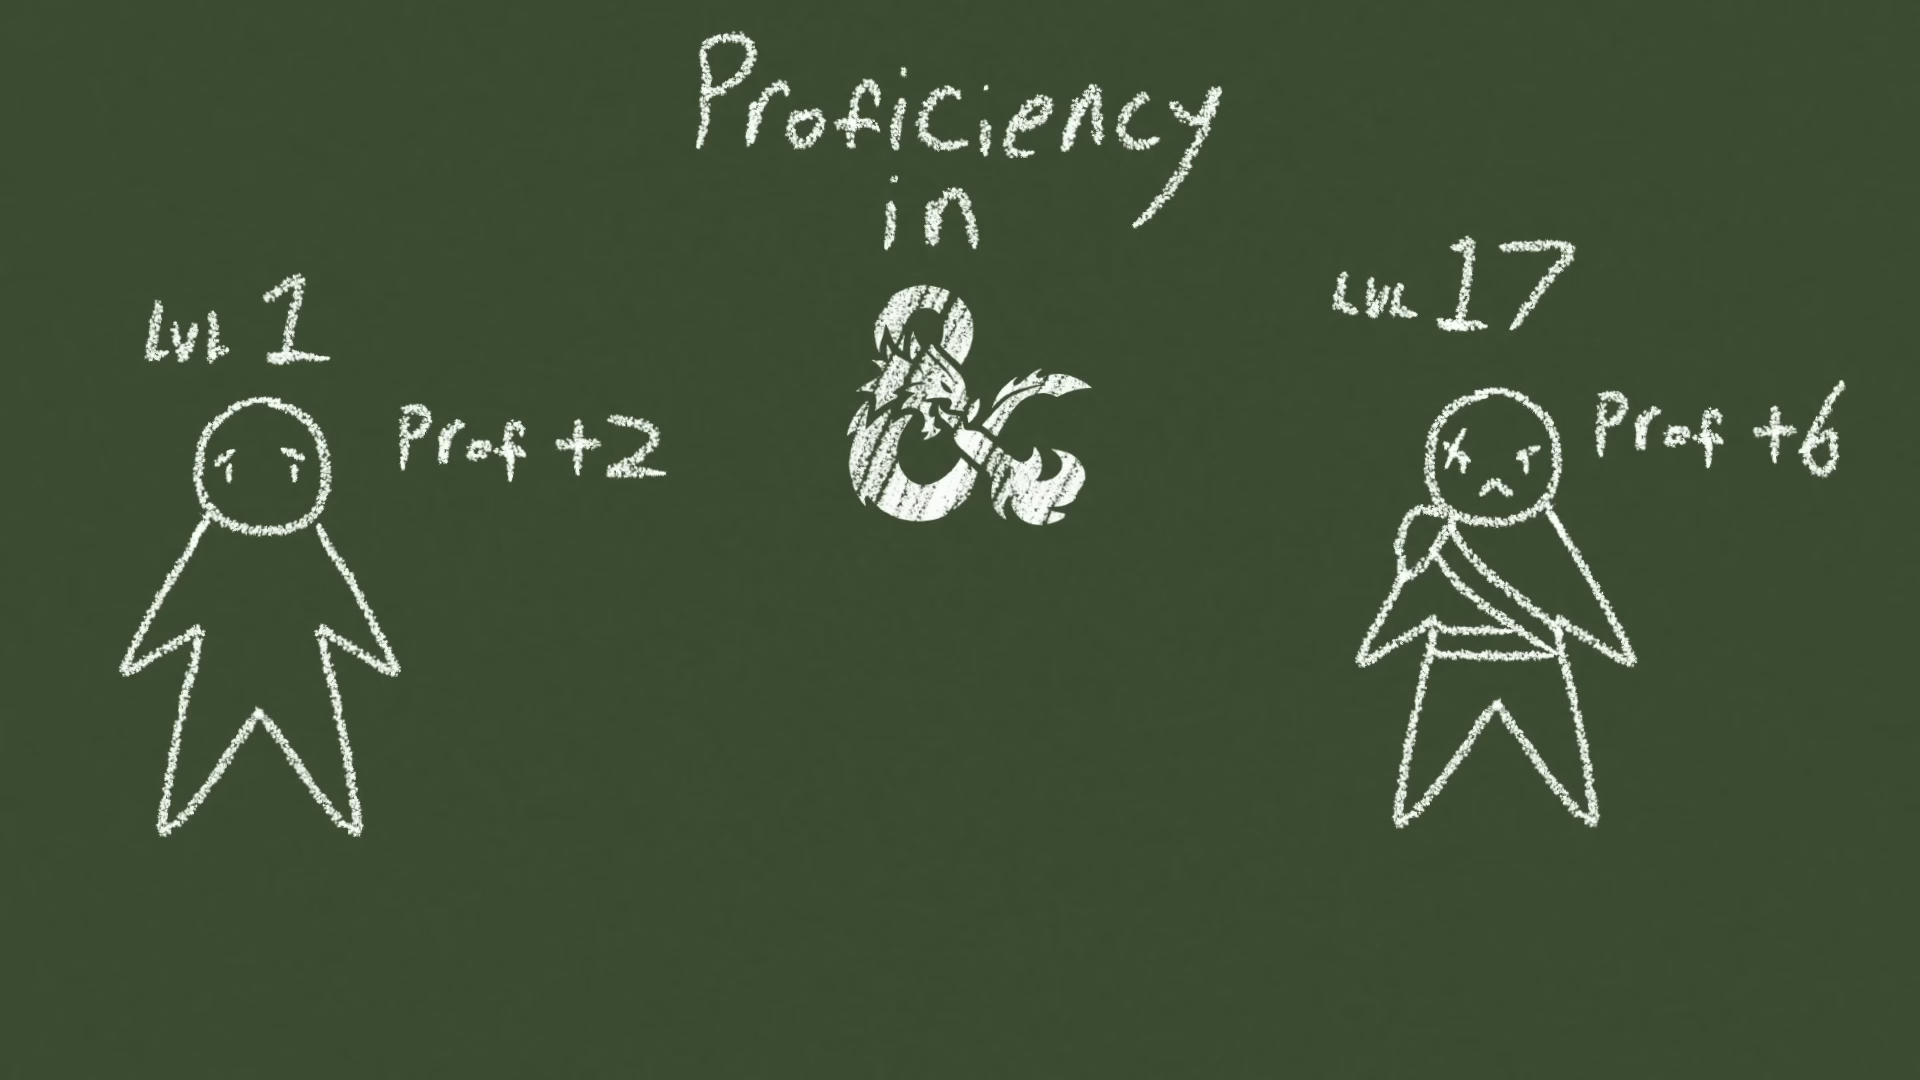 Proficiency
in
&
LVL 1
Prof +2
LVL 17
Prof +6